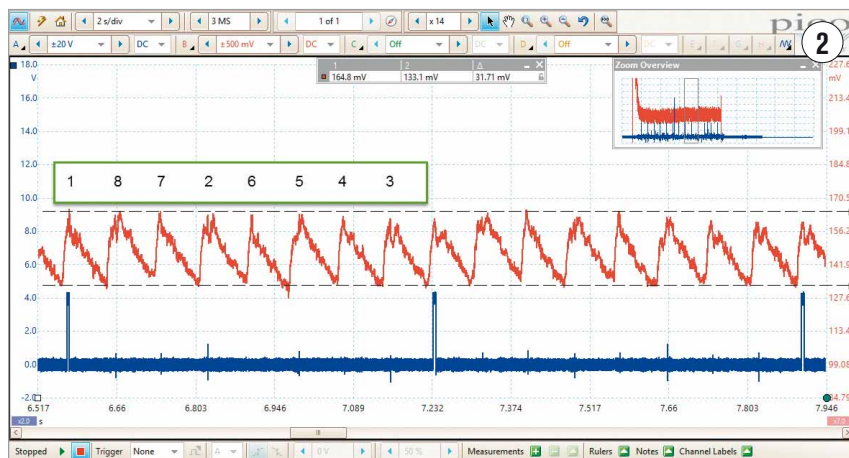 2 s/div 3 MS 1 of 1 x 14 pico
A ±20 V DC B ±500 mV DC C Off DC D Off DC E F G H 2
18.0
V
16.0
14.0
12.0
10.0
8.0
6.0
4.0
2.0
0.0
-2.0
1 2 Δ
164.8 mV 133.1 mV 31.71 mV
Zoom Overview
227.6
mV
213.4
199.1
184.8
170.5
156.2
141.9
127.6
113.4
99.08
84.79
1 8 7 2 6 5 4 3
6.517 6.66 6.803 6.946 7.089 7.232 7.374 7.517 7.66 7.803 7.946
x2.0 s x7.0
Stopped Trigger None A 0 V 50 % Measurements Rulers Notes Channel Labels